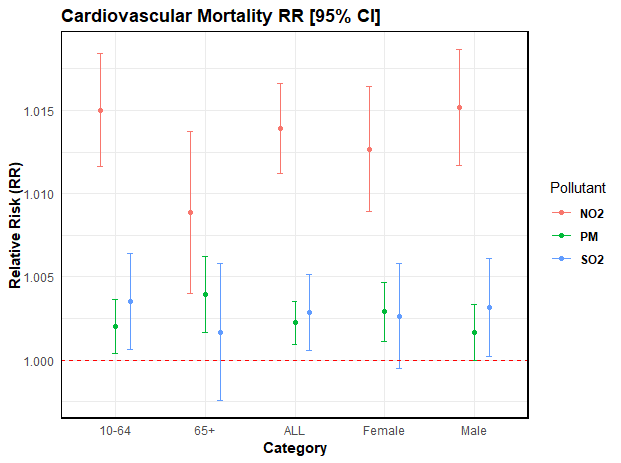 Cardiovascular Mortality RR [95% CI]
Relative Risk (RR)
1.015
1.010
1.005
1.000
10-64 65+ ALL Female Male
Category
Pollutant
NO2
PM
SO2